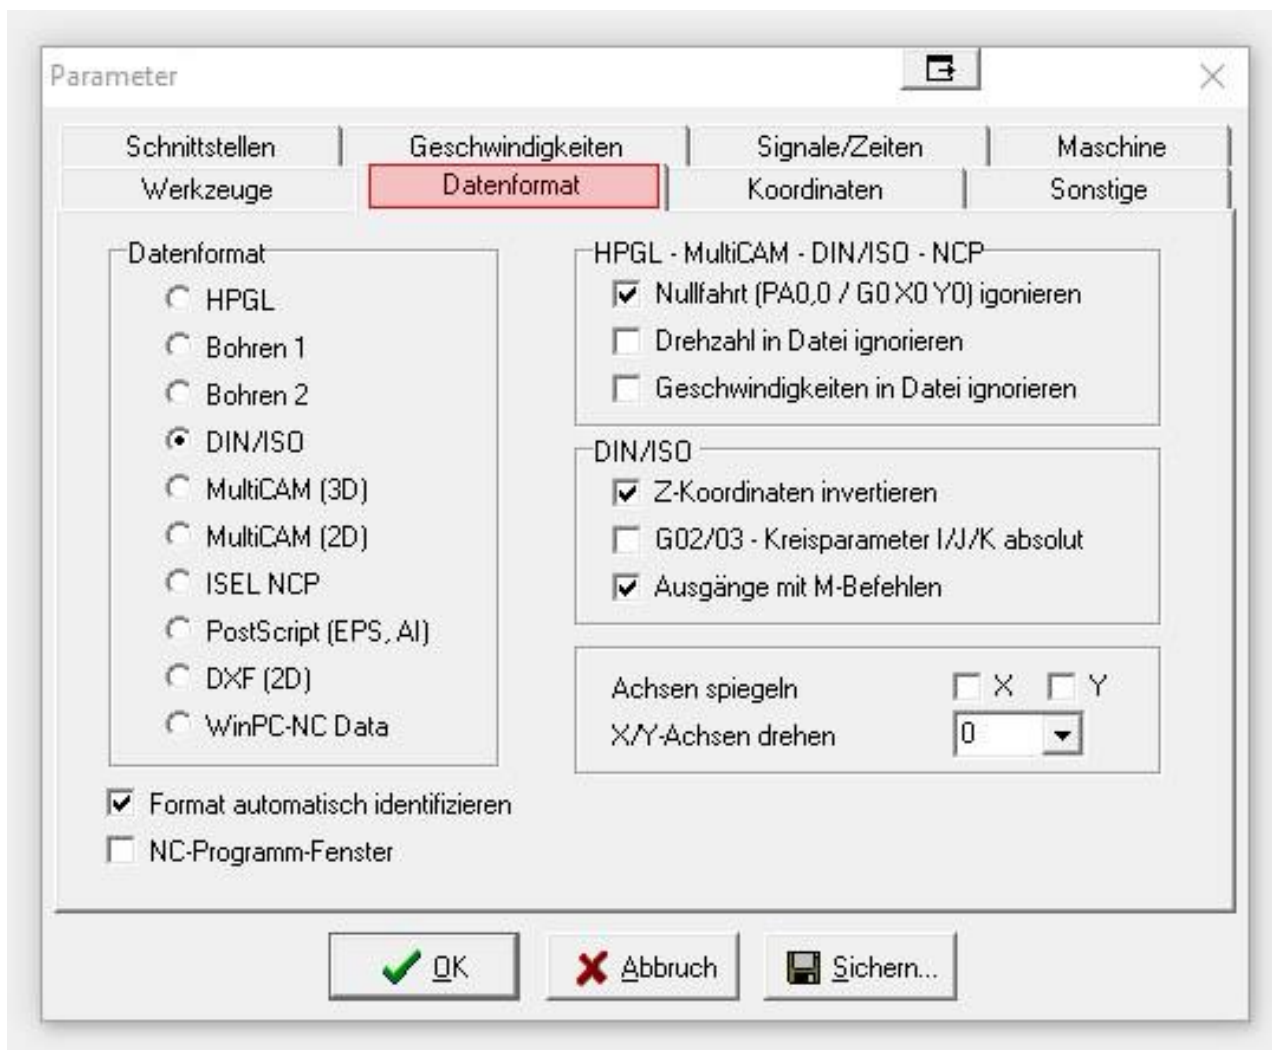 Parameter
Schnittstellen Geschwindigkeiten Signale/Zeiten Maschine
Werkzeuge Datenformat Koordinaten Sonstige
Datenformat
HPGL
Bohren 1
Bohren 2
DIN/ISO
MultiCAM (3D)
MultiCAM (2D)
ISEL NCP
PostScript (EPS, AI)
DXF (2D)
WinPC-NC Data
Format automatisch identifizieren
NC-Programm-Fenster
HPGL - MultiCAM - DIN/ISO - NCP
Nullfahrt (PA0,0 / G0 X0 Y0) igonieren
Drehzahl in Datei ignorieren
Geschwindigkeiten in Datei ignorieren
DIN/ISO
Z-Koordinaten invertieren
G02/03 - Kreisparameter I/J/K absolut
Ausgänge mit M-Befehlen
Achsen spiegeln X Y
X/Y-Achsen drehen 0
OK Abbruch Sichern...